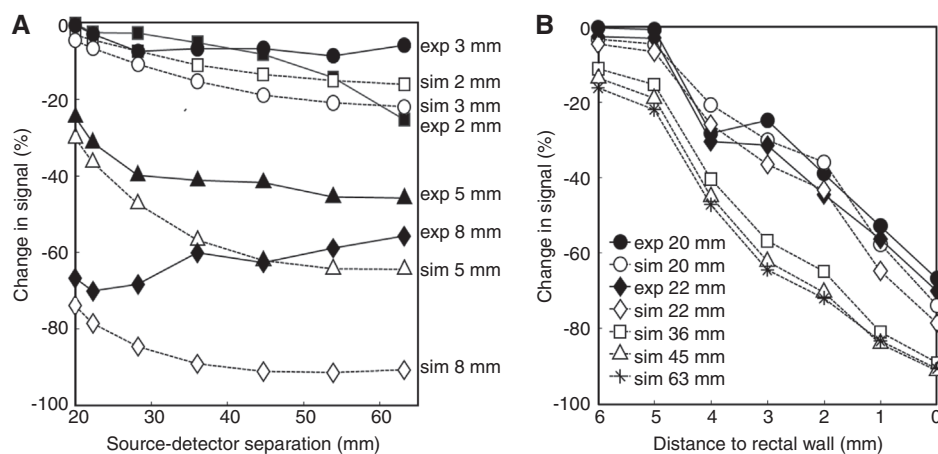 A
0
-20
-40
-60
-80
-100
20
30
40
50
60
Change in signal (%)
Source-detector separation (mm)
exp 3 mm
sim 2 mm
sim 3 mm
exp 2 mm
exp 5 mm
exp 8 mm
sim 5 mm
sim 8 mm
B
0
-20
-40
-60
-80
-100
6
5
4
3
2
1
0
Change in signal (%)
Distance to rectal wall (mm)
exp 20 mm
sim 20 mm
exp 22 mm
sim 22 mm
sim 36 mm
sim 45 mm
sim 63 mm